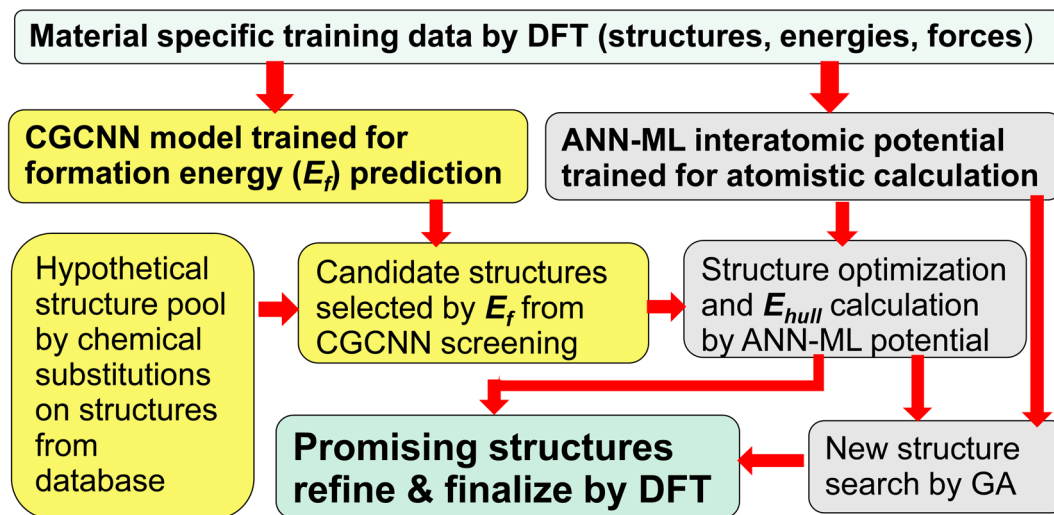 Material specific training data by DFT (structures, energies, forces)
CGCNN model trained for
formation energy (Ef) prediction
ANN-ML interatomic potential
trained for atomistic calculation
Hypothetical
structure pool
by chemical
substitutions
on structures
from
database
Candidate structures
selected by Ef from
CGCNN screening
Structure optimization
and Ehull calculation
by ANN-ML potential
Promising structures
refine & finalize by DFT
New structure
search by GA